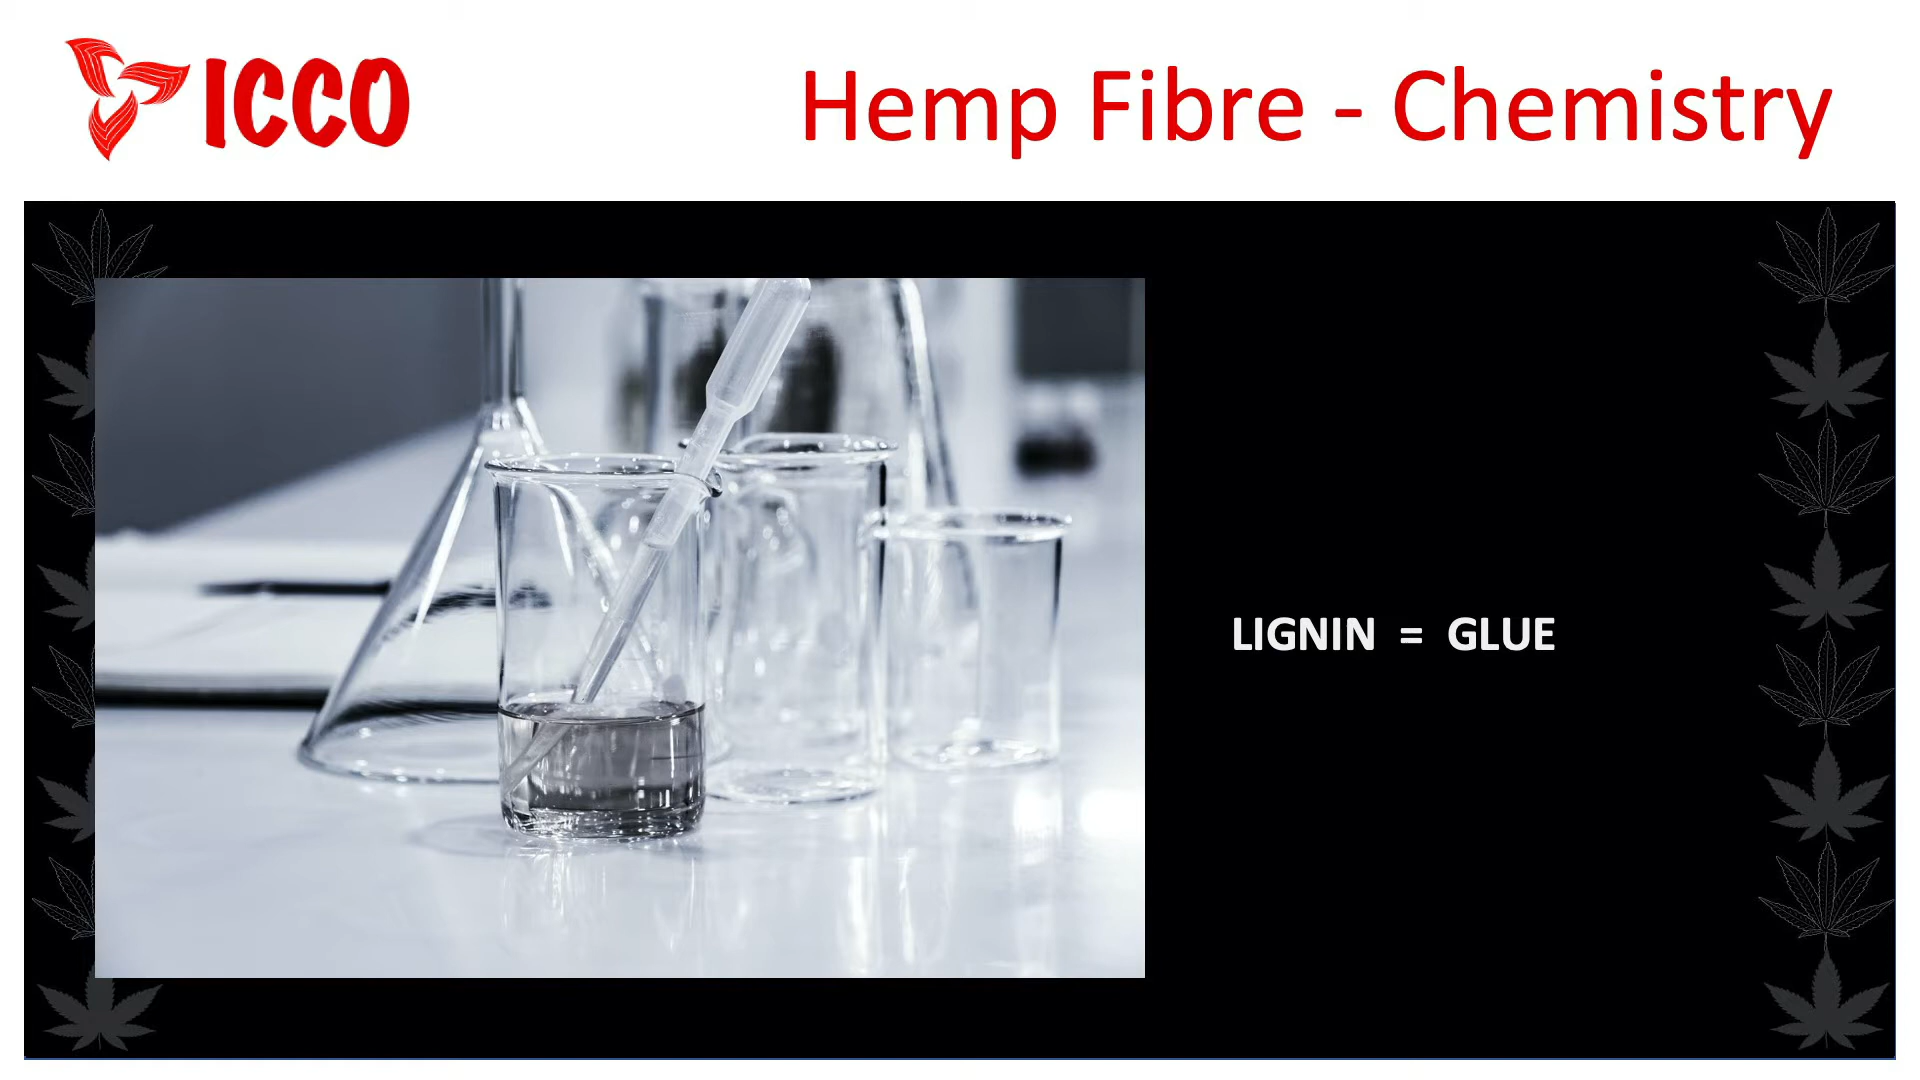 ICCO
Hemp Fibre - Chemistry
LIGNIN = GLUE